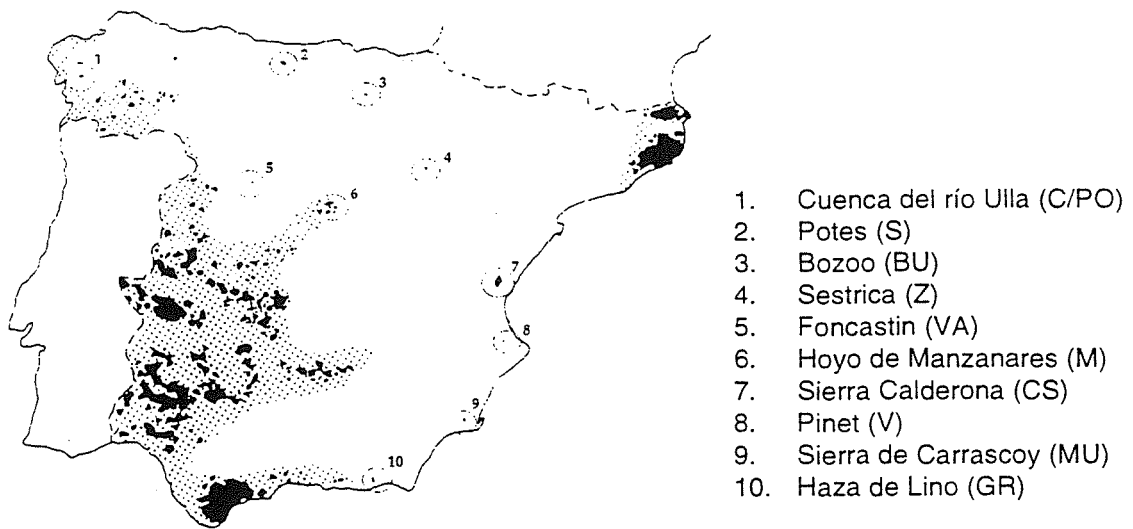 1
2
3
4
5
6
7
8
9
10
1. Cuenca del río Ulla (C/PO)
2. Potes (S)
3. Bozoo (BU)
4. Sestrica (Z)
5. Foncastin (VA)
6. Hoyo de Manzanares (M)
7. Sierra Calderona (CS)
8. Pinet (V)
9. Sierra de Carrascoy (MU)
10. Haza de Lino (GR)